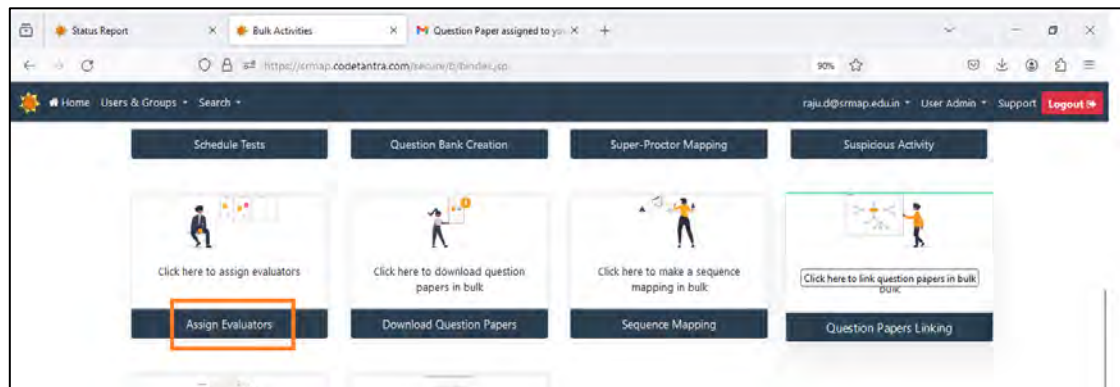 Status Report
Bulk Activities
Question Paper assigned to you
https://srmap.codetantra.com/secure/b/bindex.jsp
90%
Home Users & Groups Search
raju.d@srmap.edu.in User Admin Support Logout
Schedule Tests
Question Bank Creation
Super-Proctor Mapping
Suspicious Activity
Click here to assign evaluators
Assign Evaluators
Click here to download question
papers in bulk
Download Question Papers
Click here to make a sequence
mapping in bulk
Sequence Mapping
Click here to link question papers in bulk
bulk
Question Papers Linking